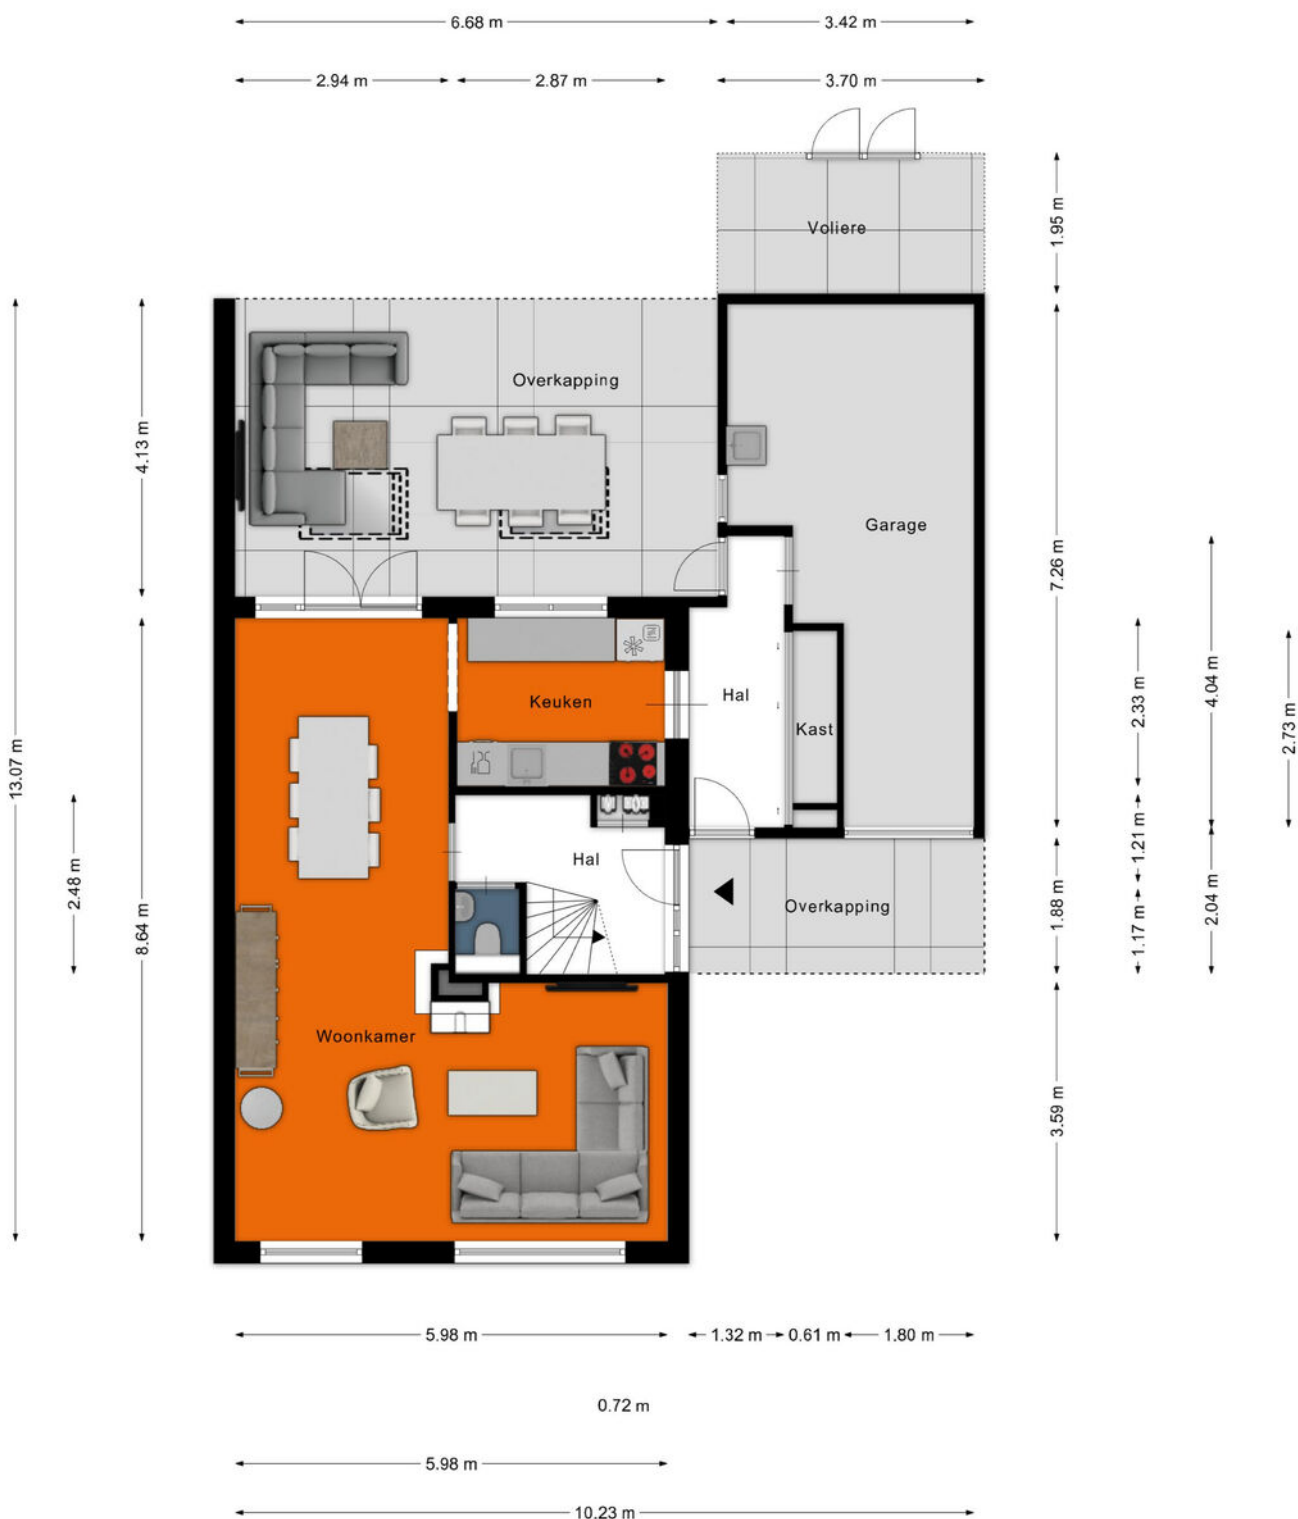 6.68 m
3.42 m
2.94 m
2.87 m
3.70 m
Voliere
1.95 m
Overkapping
4.13 m
Garage
7.26 m
Keuken
Hal
Kast
2.33 m
4.04 m
2.73 m
13.07 m
2.48 m
8.64 m
Hal
Overkapping
1.21 m
1.88 m
1.17 m
2.04 m
Woonkamer
3.59 m
5.98 m
1.32 m
0.61 m
1.80 m
0.72 m
5.98 m
10.23 m